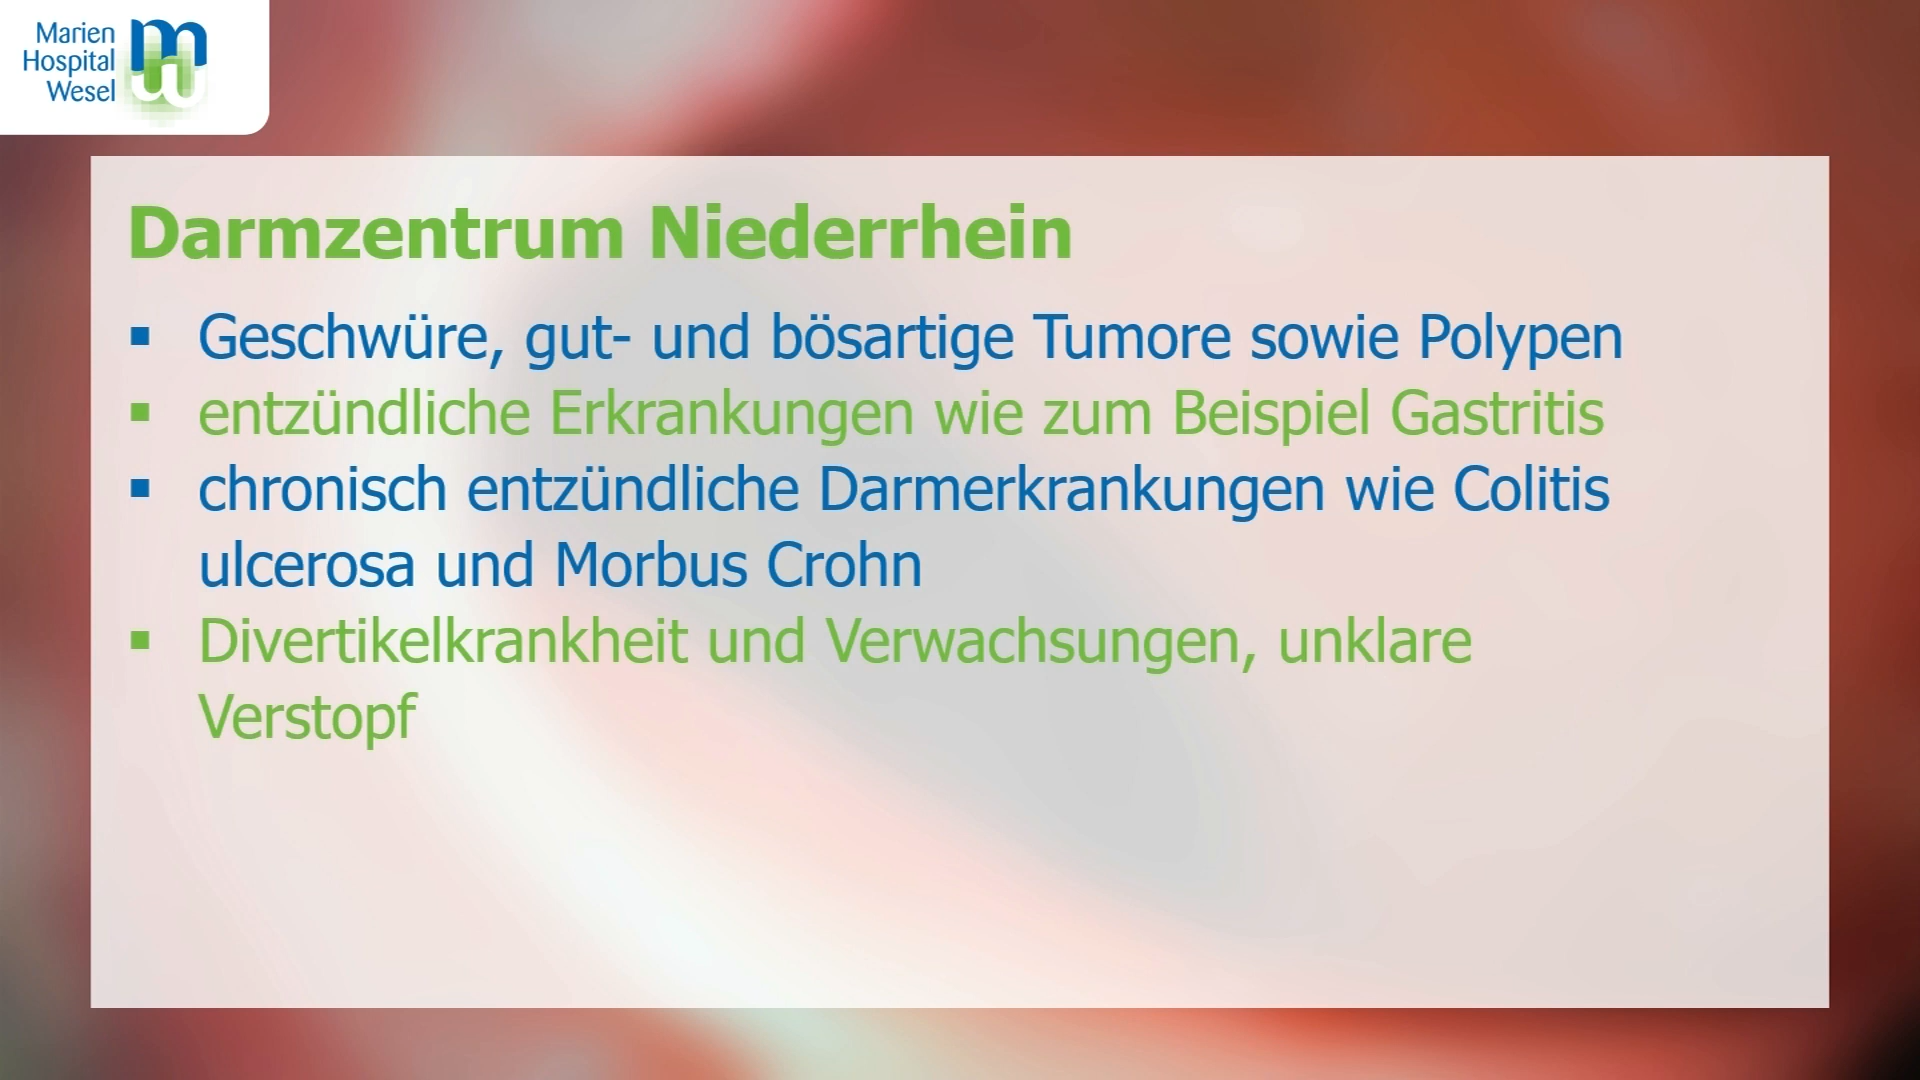 Marien
Hospital
Wesel
Darmzentrum Niederrhein
▪ Geschwüre, gut- und bösartige Tumore sowie Polypen
▪ entzündliche Erkrankungen wie zum Beispiel Gastritis
▪ chronisch entzündliche Darmerkrankungen wie Colitis
ulcerosa und Morbus Crohn
▪ Divertikelkrankheit und Verwachsungen, unklare
Verstopf